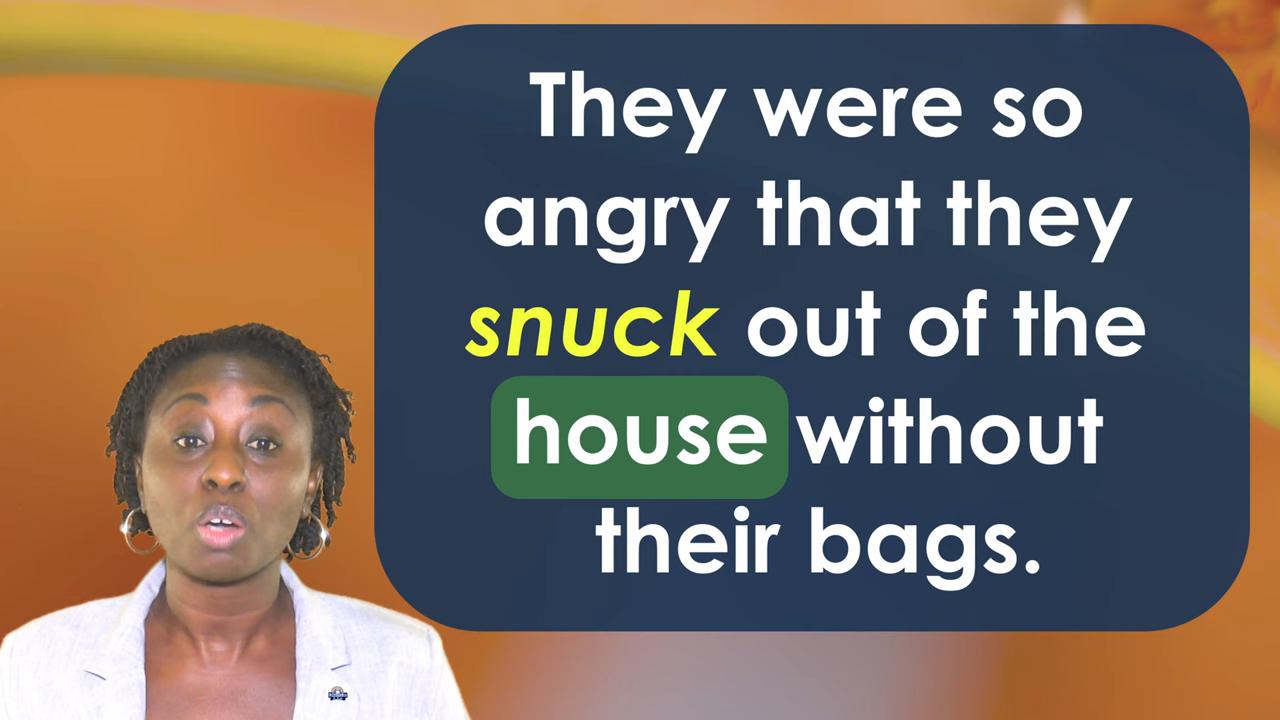 They were so
angry that they
snuck out of the
house without
their bags.